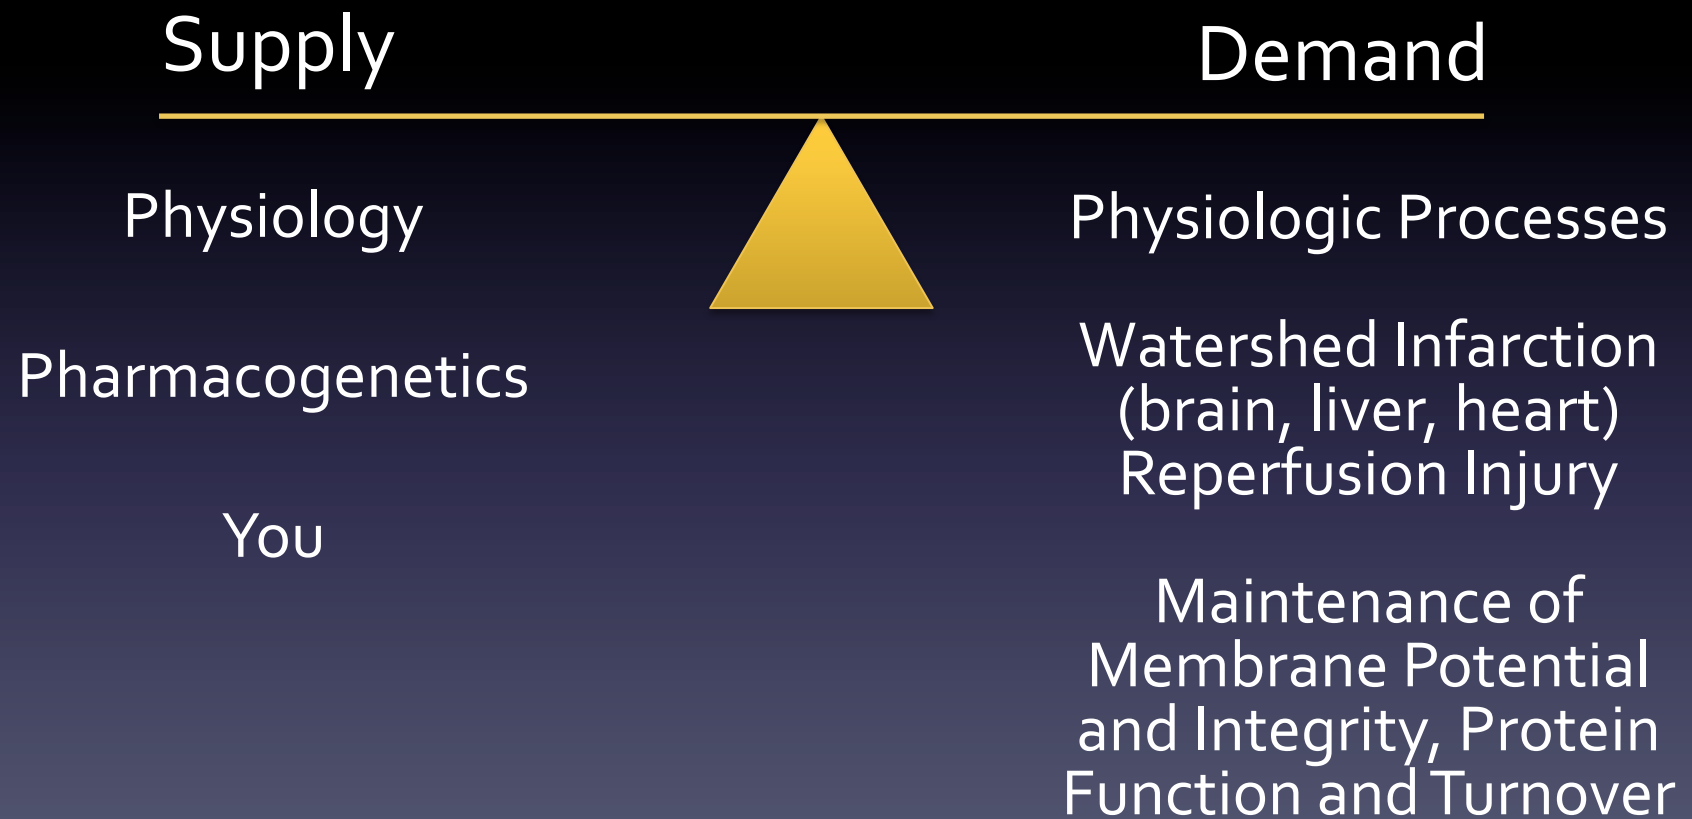 Supply
Demand
Physiology
Pharmacogenetics
You
Physiologic Processes
Watershed Infarction
(brain, liver, heart)
Reperfusion Injury
Maintenance of
Membrane Potential
and Integrity, Protein
Function and Turnover